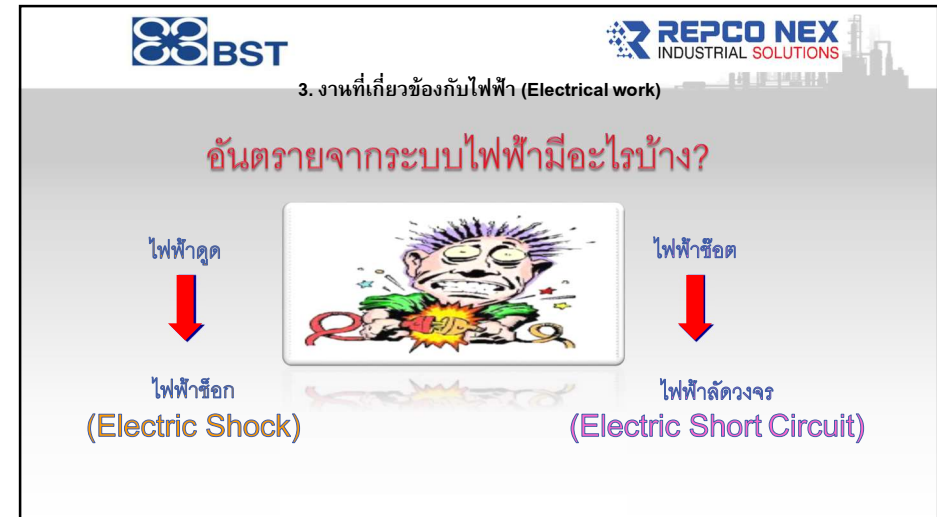 BST
REPCO NEX
INDUSTRIAL SOLUTIONS
3. งานที่เกี่ยวข้องกับไฟฟ้า (Electrical work)
อันตรายจากระบบไฟฟ้ามีอะไรบ้าง?
ไฟฟ้าดูด
ไฟฟ้าช๊อต
ไฟฟ้าช็อก
(Electric Shock)
ไฟฟ้าลัดวงจร
(Electric Short Circuit)